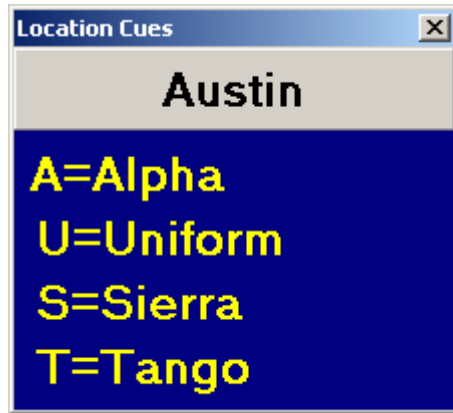 Location Cues
Austin
A=Alpha
U=Uniform
S=Sierra
T=Tango